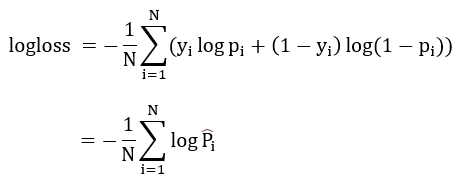 logloss = − 1/N ∑_{i=1}^{N} (y_i log p_i + (1 − y_i) log(1 − p_i))
= − 1/N ∑_{i=1}^{N} log P̂_i